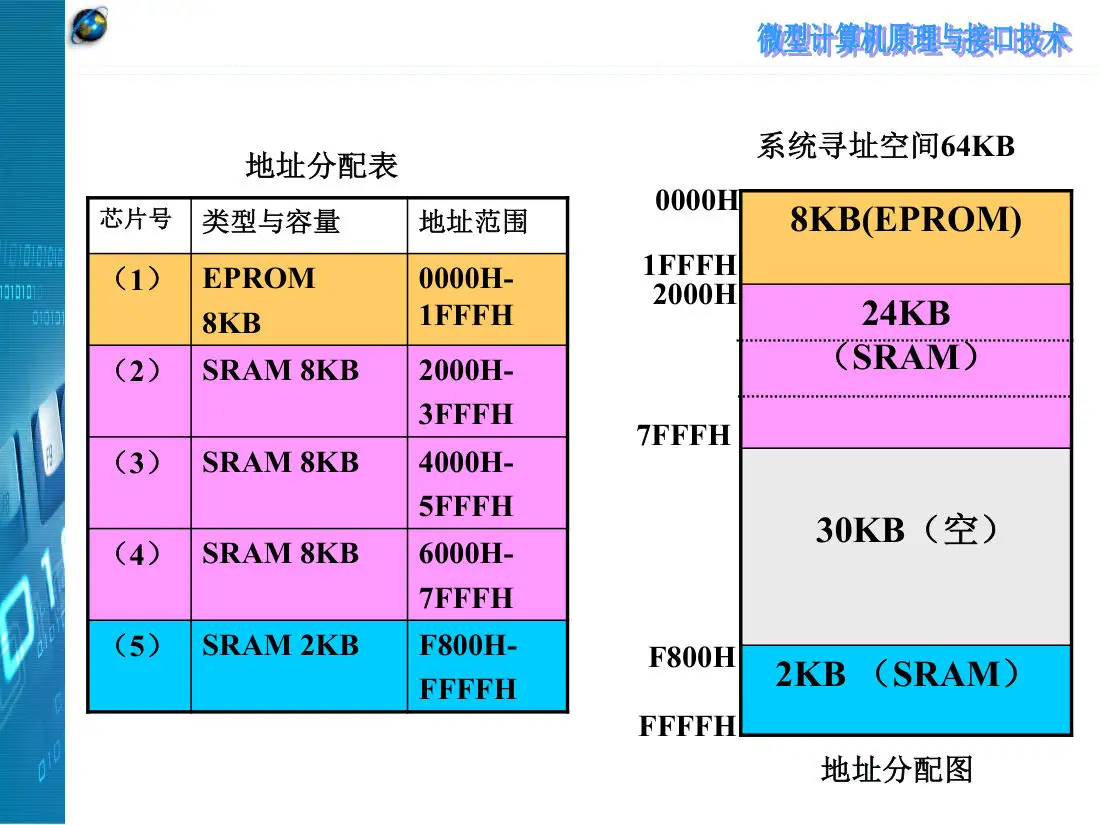 微型计算机原理与接口技术
地址分配表
芯片号 类型与容量 地址范围
（1） EPROM 0000H-
8KB 1FFFH
（2） SRAM 8KB 2000H-
3FFFH
（3） SRAM 8KB 4000H-
5FFFH
（4） SRAM 8KB 6000H-
7FFFH
（5） SRAM 2KB F800H-
FFFFH
系统寻址空间64KB
0000H
8KB(EPROM)
1FFFH
2000H
24KB
（SRAM）
7FFFH
30KB（空）
F800H
2KB （SRAM）
FFFFH
地址分配图